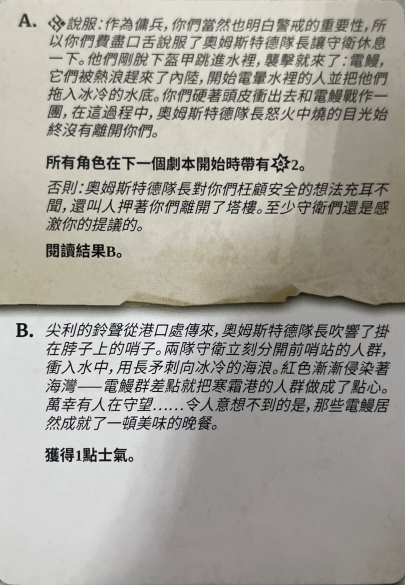 A. 說服:作為傭兵,你們當然也明白警戒的重要性,所
以你們費盡口舌說服了奧姆斯特德隊長讓守衛休息
一下。他們剛脫下盔甲跳進水裡,襲擊就來了:電鰻,
它們被熱浪趕來了內陸,開始電暈水裡的人並把他們
拖入冰冷的水底。你們硬著頭皮衝出去和電鰻戰作一
團,在這過程中,奧姆斯特德隊長怒火中燒的目光始
終沒有離開你們。
所有角色在下一個劇本開始時帶有2。
否則:奧姆斯特德隊長對你們枉顧安全的想法充耳不
聞,還叫人押著你們離開了塔樓。至少守衛們還是感
激你的提議的。
閱讀結果B。
B. 尖利的鈴聲從港口處傳來,奧姆斯特德隊長吹響了掛
在脖子上的哨子。兩隊守衛立刻分開前哨站的人群,
衝入水中,用長矛刺向冰冷的海浪。紅色漸漸侵染著
海灣——電鰻群差點就把寒霜港的人群做成了點心。
萬幸有人在守望……令人意想不到的是,那些電鰻居
然成就了一頓美味的晚餐。
獲得1點士氣。